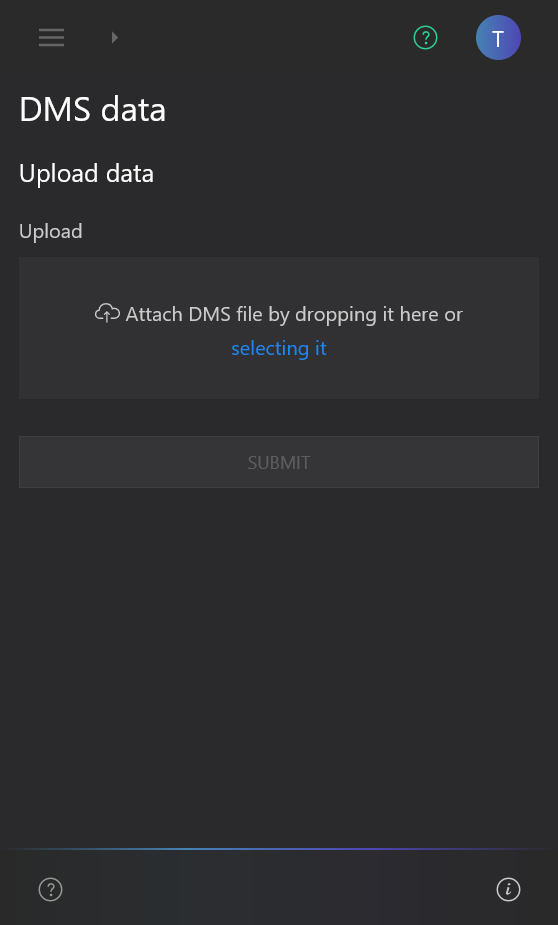 T
DMS data
Upload data
Upload
Attach DMS file by dropping it here or
selecting it
SUBMIT